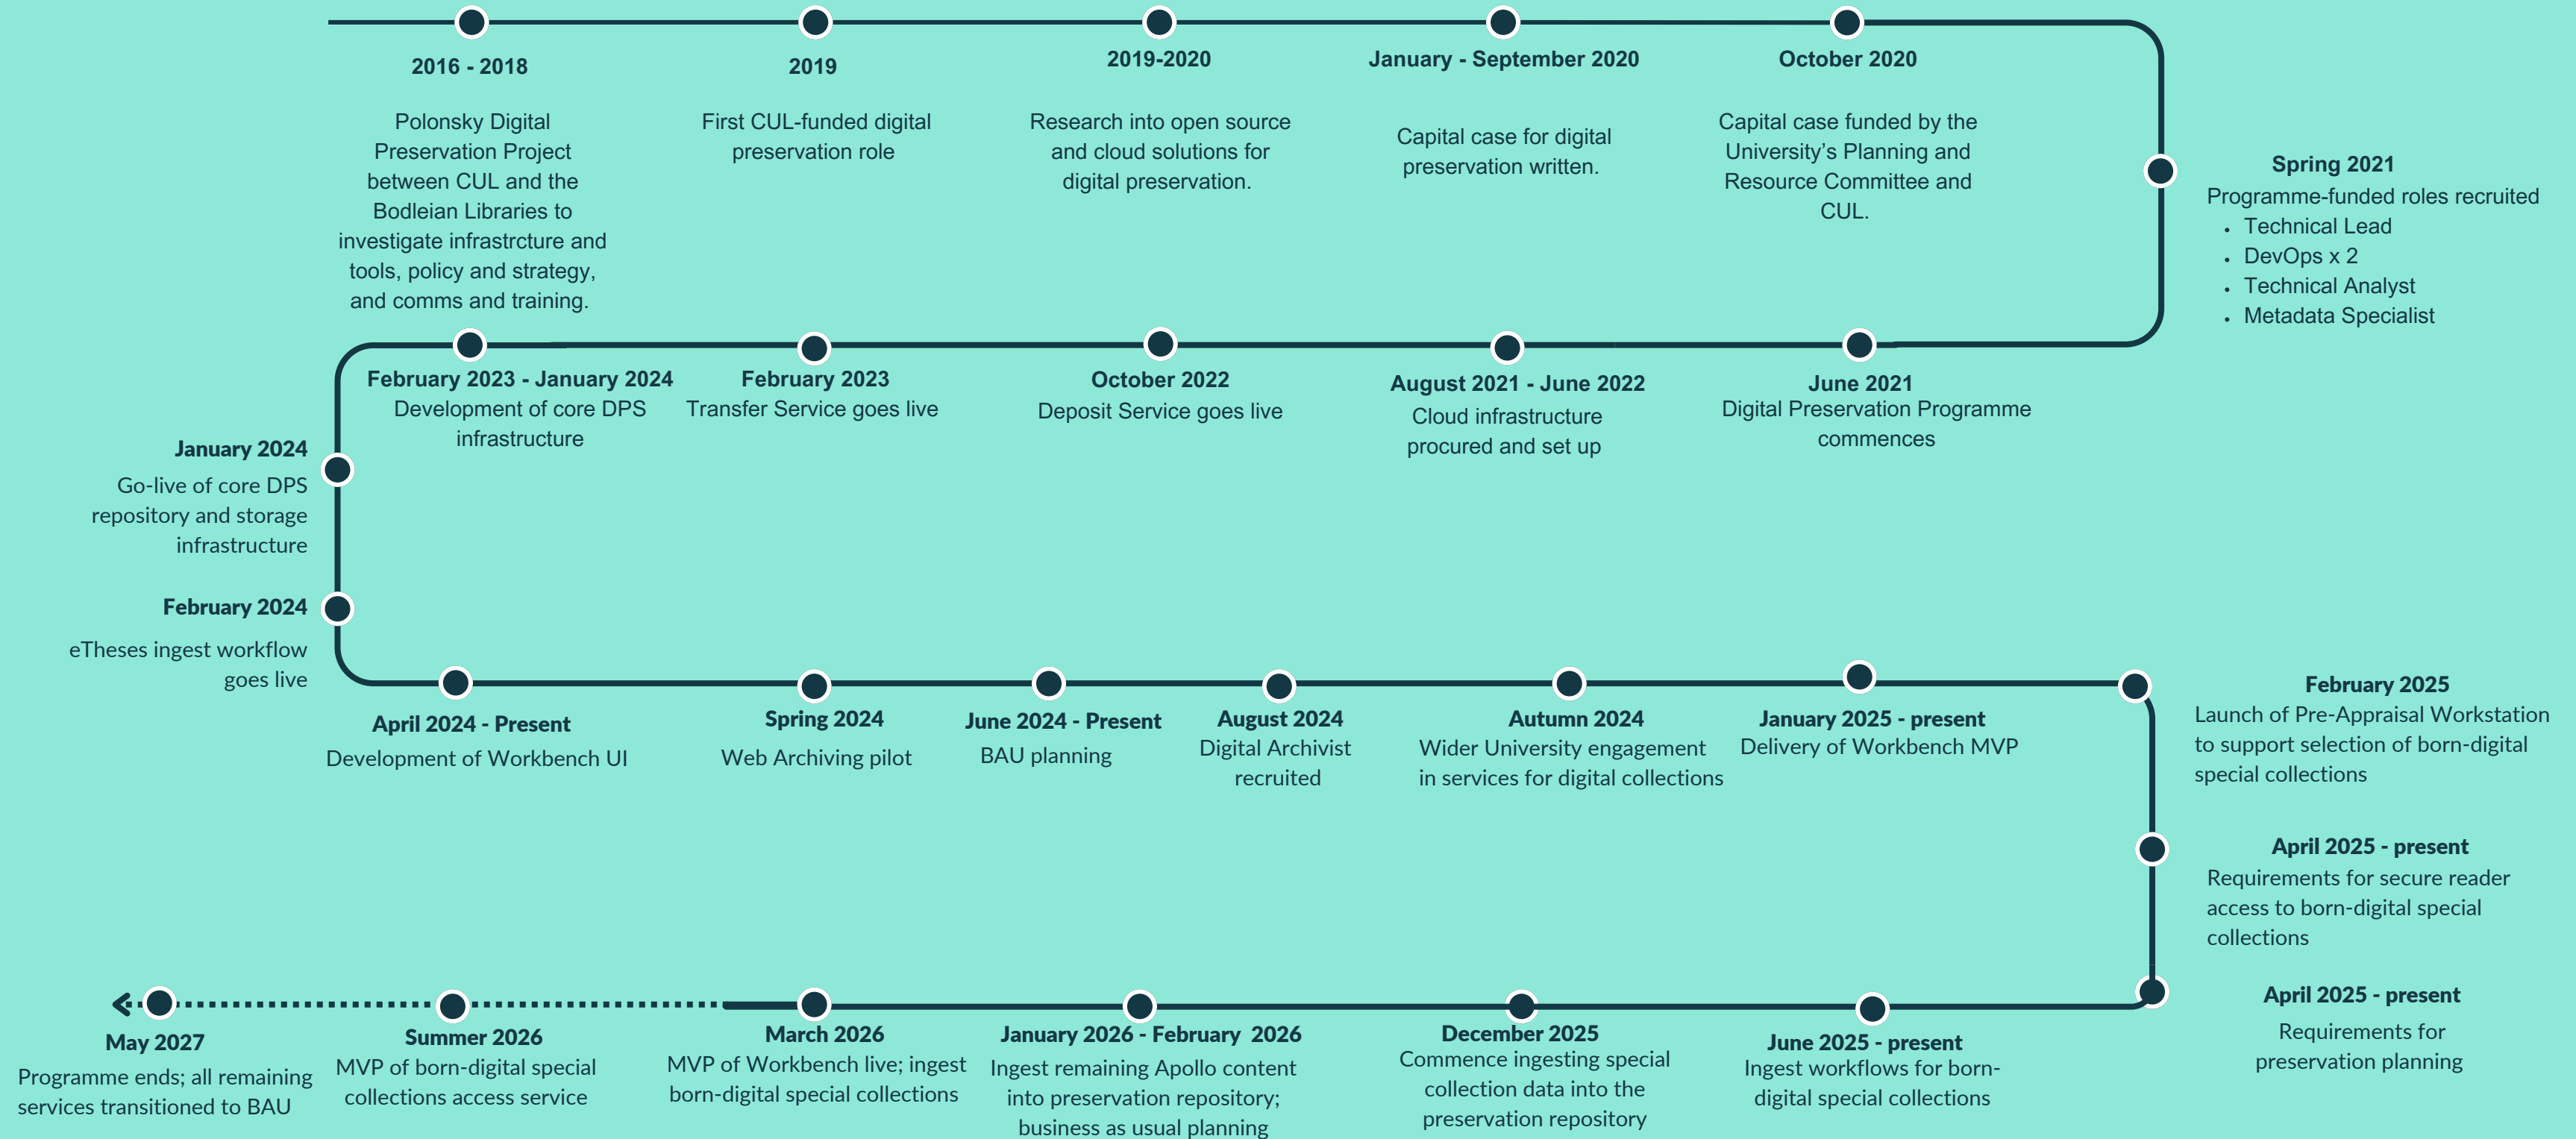 2016 - 2018
Polonsky Digital
Preservation Project
between CUL and the
Bodleian Libraries to
investigate infrastrcture and
tools, policy and strategy,
and comms and training.
2019
First CUL-funded digital
preservation role
2019-2020
Research into open source
and cloud solutions for
digital preservation.
January - September 2020
Capital case for digital
preservation written.
October 2020
Capital case funded by the
University’s Planning and
Resource Committee and
CUL.
Spring 2021
Programme-funded roles recruited
• Technical Lead
• DevOps x 2
• Technical Analyst
• Metadata Specialist
June 2021
Digital Preservation Programme
commences
August 2021 - June 2022
Cloud infrastructure
procured and set up
October 2022
Deposit Service goes live
February 2023
Transfer Service goes live
February 2023 - January 2024
Development of core DPS
infrastructure
January 2024
Go-live of core DPS
repository and storage
infrastructure
February 2024
eTheses ingest workflow
goes live
April 2024 - Present
Development of Workbench UI
Spring 2024
Web Archiving pilot
June 2024 - Present
BAU planning
August 2024
Digital Archivist
recruited
Autumn 2024
Wider University engagement
in services for digital collections
January 2025 - present
Delivery of Workbench MVP
February 2025
Launch of Pre-Appraisal Workstation
to support selection of born-digital
special collections
April 2025 - present
Requirements for secure reader
access to born-digital special
collections
April 2025 - present
Requirements for
preservation planning
June 2025 - present
Ingest workflows for born-
digital special collections
December 2025
Commence ingesting special
collection data into the
preservation repository
January 2026 - February 2026
Ingest remaining Apollo content
into preservation repository;
business as usual planning
March 2026
MVP of Workbench live; ingest
born-digital special collections
Summer 2026
MVP of born-digital special
collections access service
May 2027
Programme ends; all remaining
services transitioned to BAU